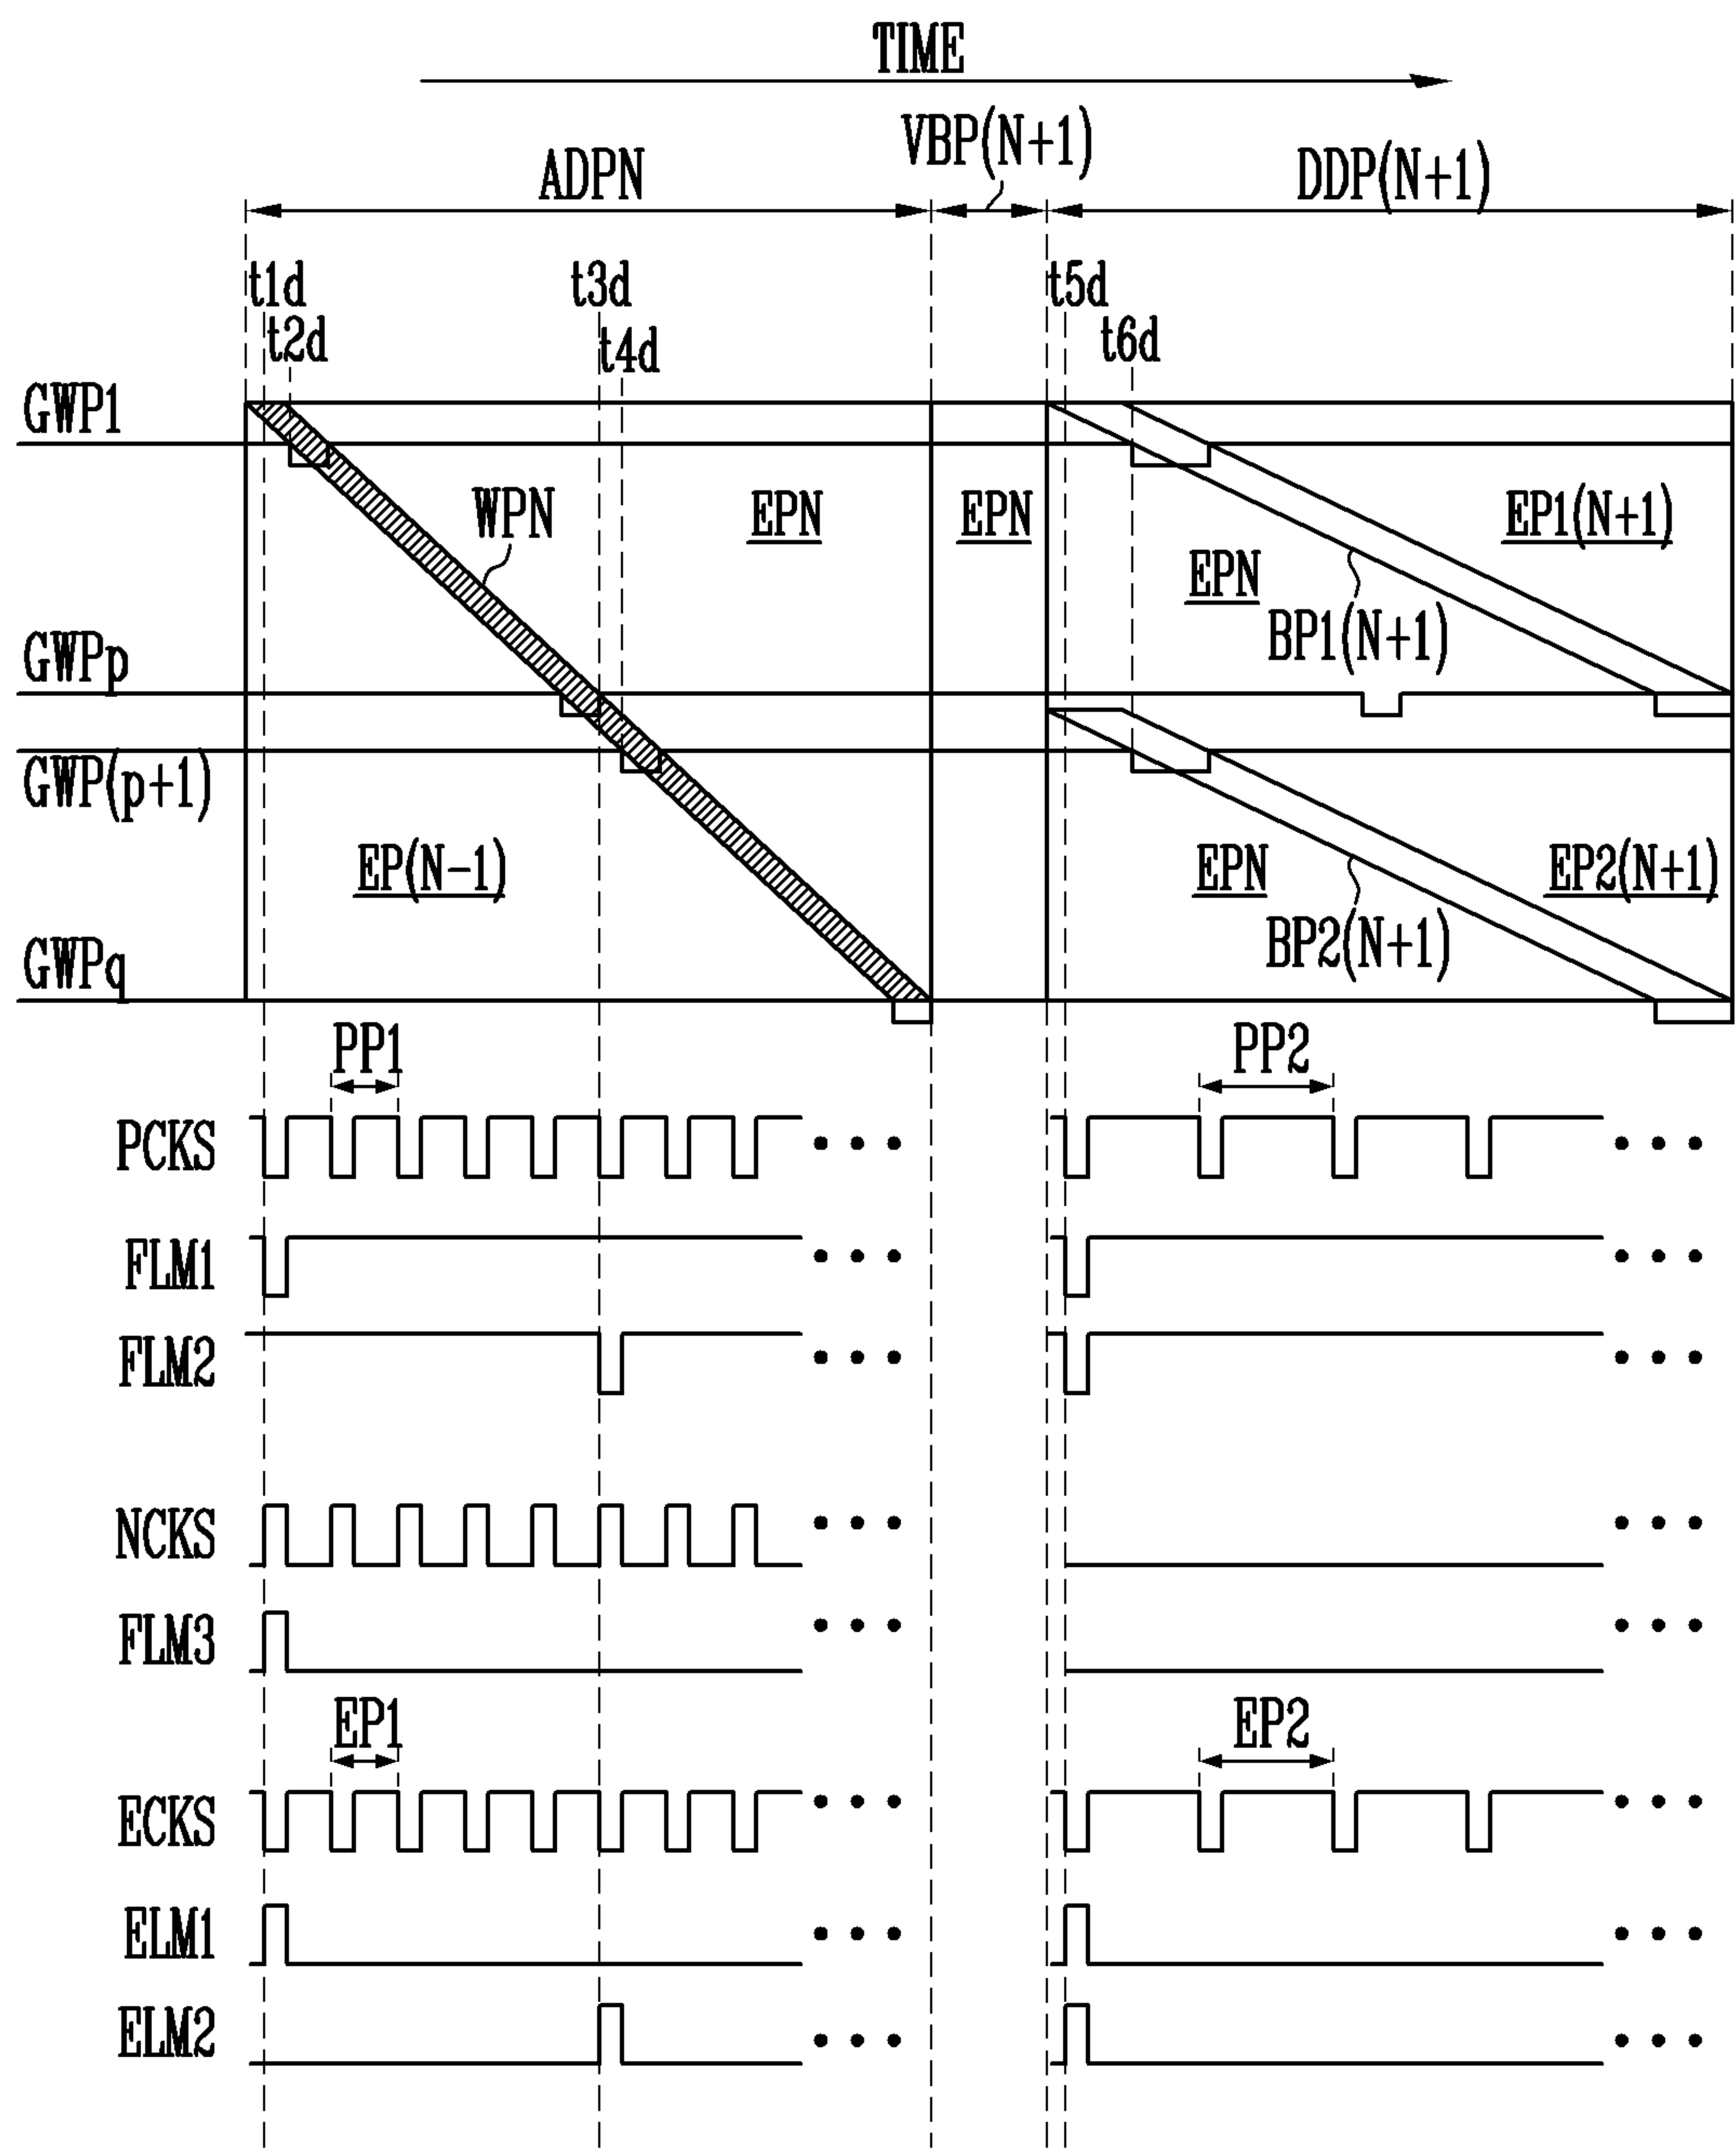 TIME
VBP(N+1)
ADPN
DDP(N+1)
t1d
t3d
t5d
t2d
t4d
t6d
GWP1
WPN
EPN
EPN
EP1(N+1)
EPN
BP1(N+1)
GWPp
GWP(p+1)
EP(N-1)
EPN
EP2(N+1)
BP2(N+1)
GWPq
PP1
PP2
PCKS
FLM1
FLM2
NCKS
FLM3
EP1
EP2
ECKS
ELM1
ELM2